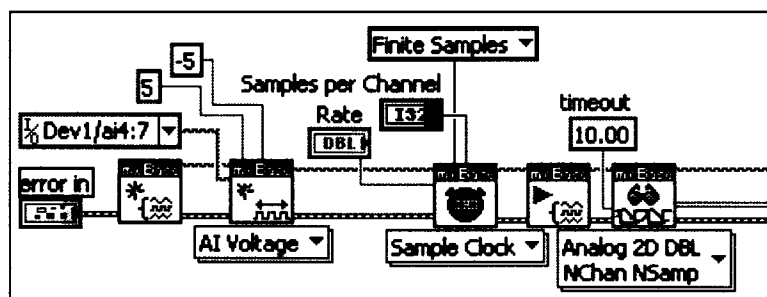 Finite Samples
-5
5
Samples per Channel
I32
Rate
DBL
timeout
10.00
I/O Dev1/ai4:7
error in
AI Voltage
Sample Clock
Analog 2D DBL
NChan NSamp